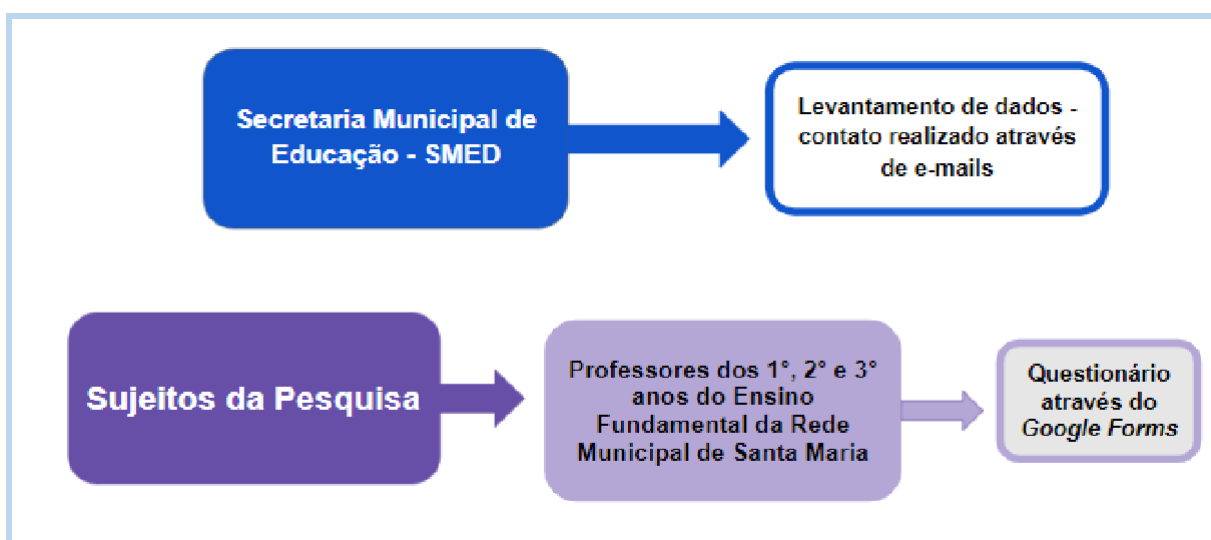 Secretaria Municipal de
Educação - SMED
Levantamento de dados -
contato realizado através
de e-mails
Sujeitos da Pesquisa
Professores dos 1°, 2° e 3°
anos do Ensino
Fundamental da Rede
Municipal de Santa Maria
Questionário
através do
Google Forms